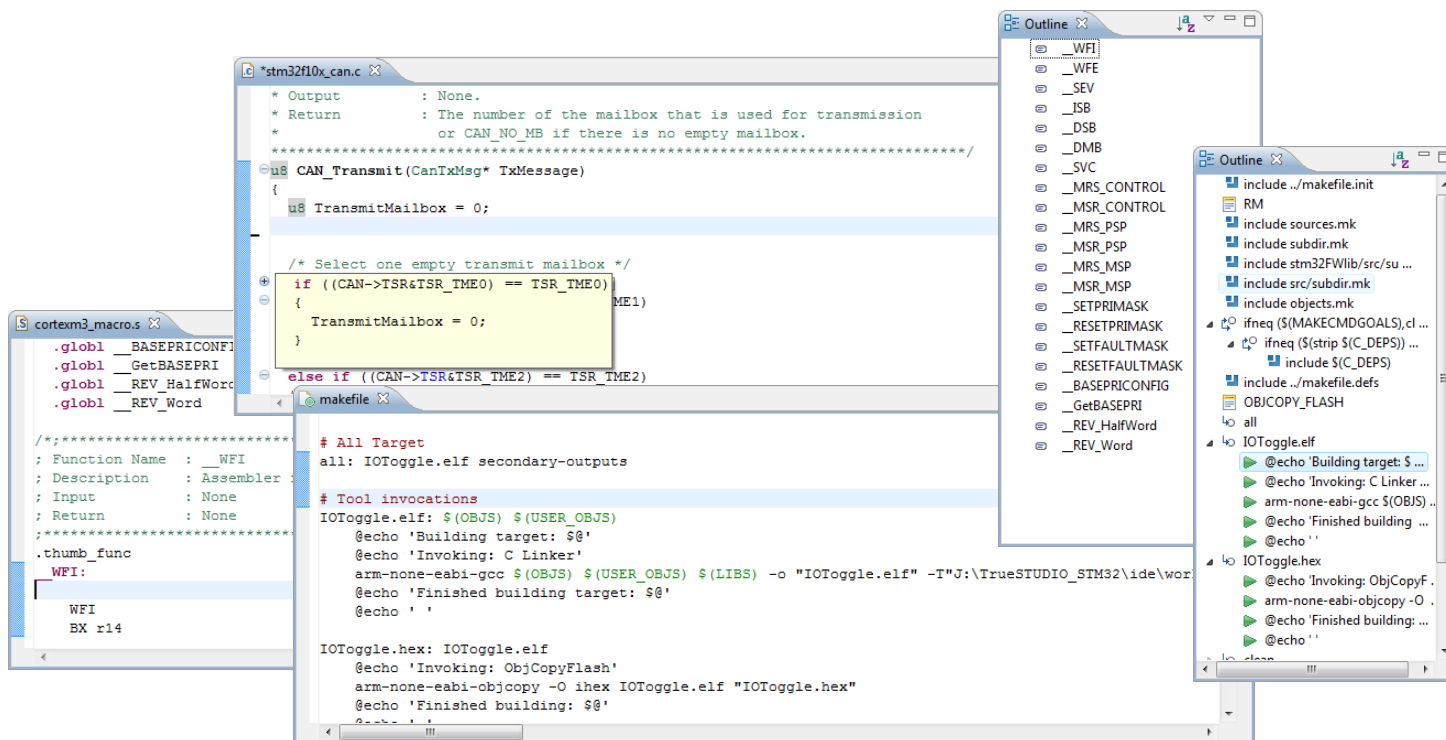 *stm32f10x_can.c
* Output : None.
* Return : The number of the mailbox that is used for transmission
* or CAN_NO_MB if there is no empty mailbox.
*********************************************************************************/
u8 CAN_Transmit(CanTxMsg* TxMessage)
{
u8 TransmitMailbox = 0;
/* Select one empty transmit mailbox */
if ((CAN->TSR&TSR_TME0) == TSR_TME0)
{
ME1)
TransmitMailbox = 0;
}
else if ((CAN->TSR&TSR_TME2) == TSR_TME2)
cortexm3_macro.s
.globl __BASEPRICONFI
.globl __GetBASEPRI
.globl __REV_HalfWord
.globl __REV_Word
/*;***************************
; Function Name : __WFI
; Description : Assembler
; Input : None
; Return : None
;*****************************
.thumb_func
__WFI:
WFI
BX r14
makefile
# All Target
all: IOToggle.elf secondary-outputs
# Tool invocations
IOToggle.elf: $(OBJS) $(USER_OBJS)
@echo 'Building target: $@'
@echo 'Invoking: C Linker'
arm-none-eabi-gcc $(OBJS) $(USER_OBJS) $(LIBS) -o "IOToggle.elf" -T"J:\TrueSTUDIO_STM32\ide\wor
@echo 'Finished building target: $@'
@echo ' '
IOToggle.hex: IOToggle.elf
@echo 'Invoking: ObjCopyFlash'
arm-none-eabi-objcopy -O ihex IOToggle.elf "IOToggle.hex"
@echo 'Finished building: $@'
@echo ' '
Outline
__WFI
__WFE
__SEV
__ISB
__DSB
__DMB
__SVC
__MRS_CONTROL
__MSR_CONTROL
__MRS_PSP
__MSR_PSP
__MRS_MSP
__MSR_MSP
__SETPRIMASK
__RESETPRIMASK
__SETFAULTMASK
__RESETFAULTMASK
__BASEPRICONFIG
__GetBASEPRI
__REV_HalfWord
__REV_Word
Outline
include ../makefile.init
RM
include sources.mk
include subdir.mk
include stm32FWlib/src/su ...
include src/subdir.mk
include objects.mk
ifneq ($(MAKECMDGOALS),cl ...
ifneq ($(strip $(C_DEPS)) ...
include $(C_DEPS)
include ../makefile.defs
OBJCOPY_FLASH
all
IOToggle.elf
@echo 'Building target: $ ...
@echo 'Invoking: C Linker ...
arm-none-eabi-gcc $(OBJS) ...
@echo 'Finished building ...
@echo ' '
IOToggle.hex
@echo 'Invoking: ObjCopyF .
arm-none-eabi-objcopy -O .
@echo 'Finished building: ...
@echo ' '
clean